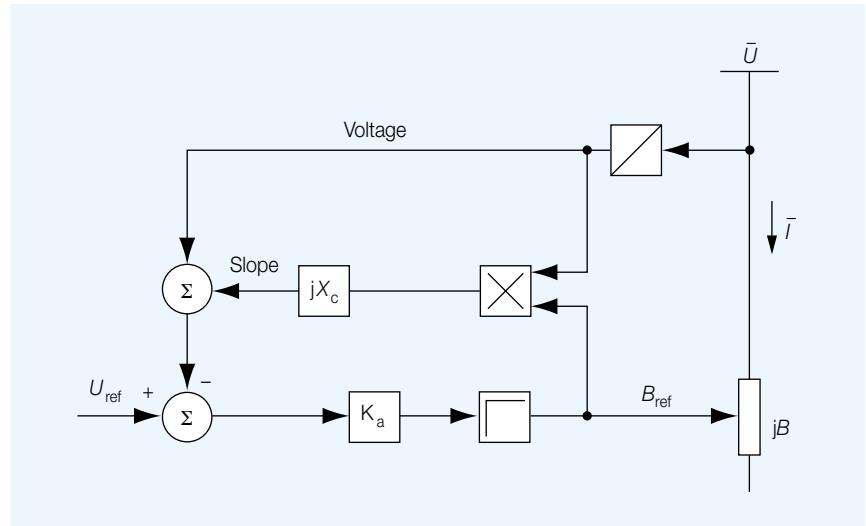 Ū
Voltage
Ī
Slope
Σ
jX_c
U_ref + −
Σ
K_a
B_ref
jB